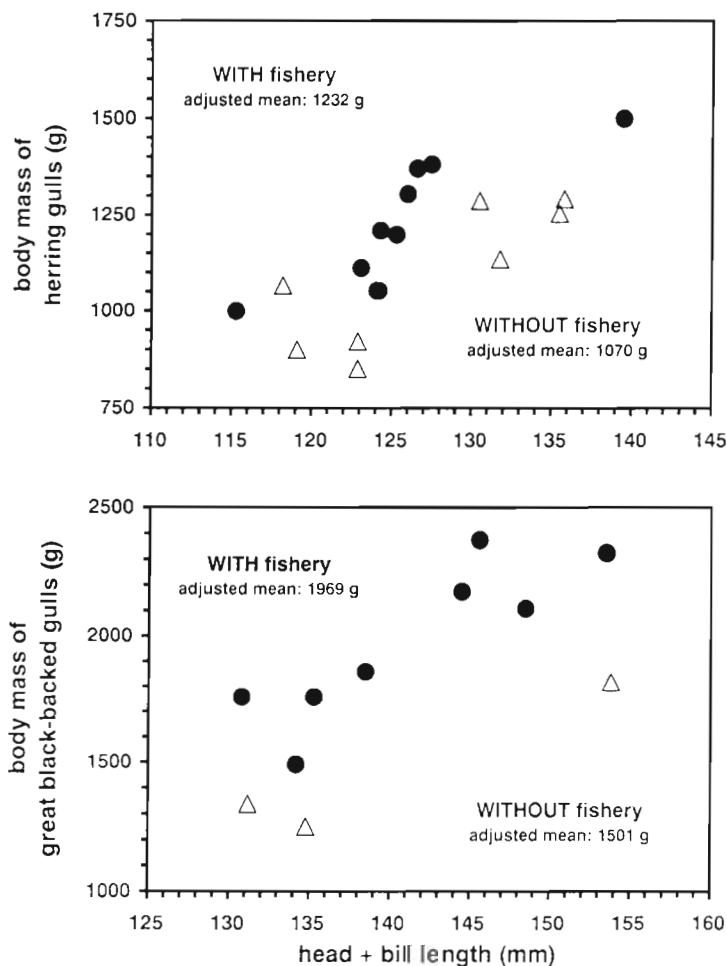 1750
1500
1250
1000
750
body mass of
herring gulls (g)
WITH fishery
adjusted mean: 1232 g
WITHOUT fishery
adjusted mean: 1070 g
110 115 120 125 130 135 140 145
2500
2000
1500
1000
body mass of
great black-backed gulls (g)
WITH fishery
adjusted mean: 1969 g
WITHOUT fishery
adjusted mean: 1501 g
125 130 135 140 145 150 155 160
head + bill length (mm)